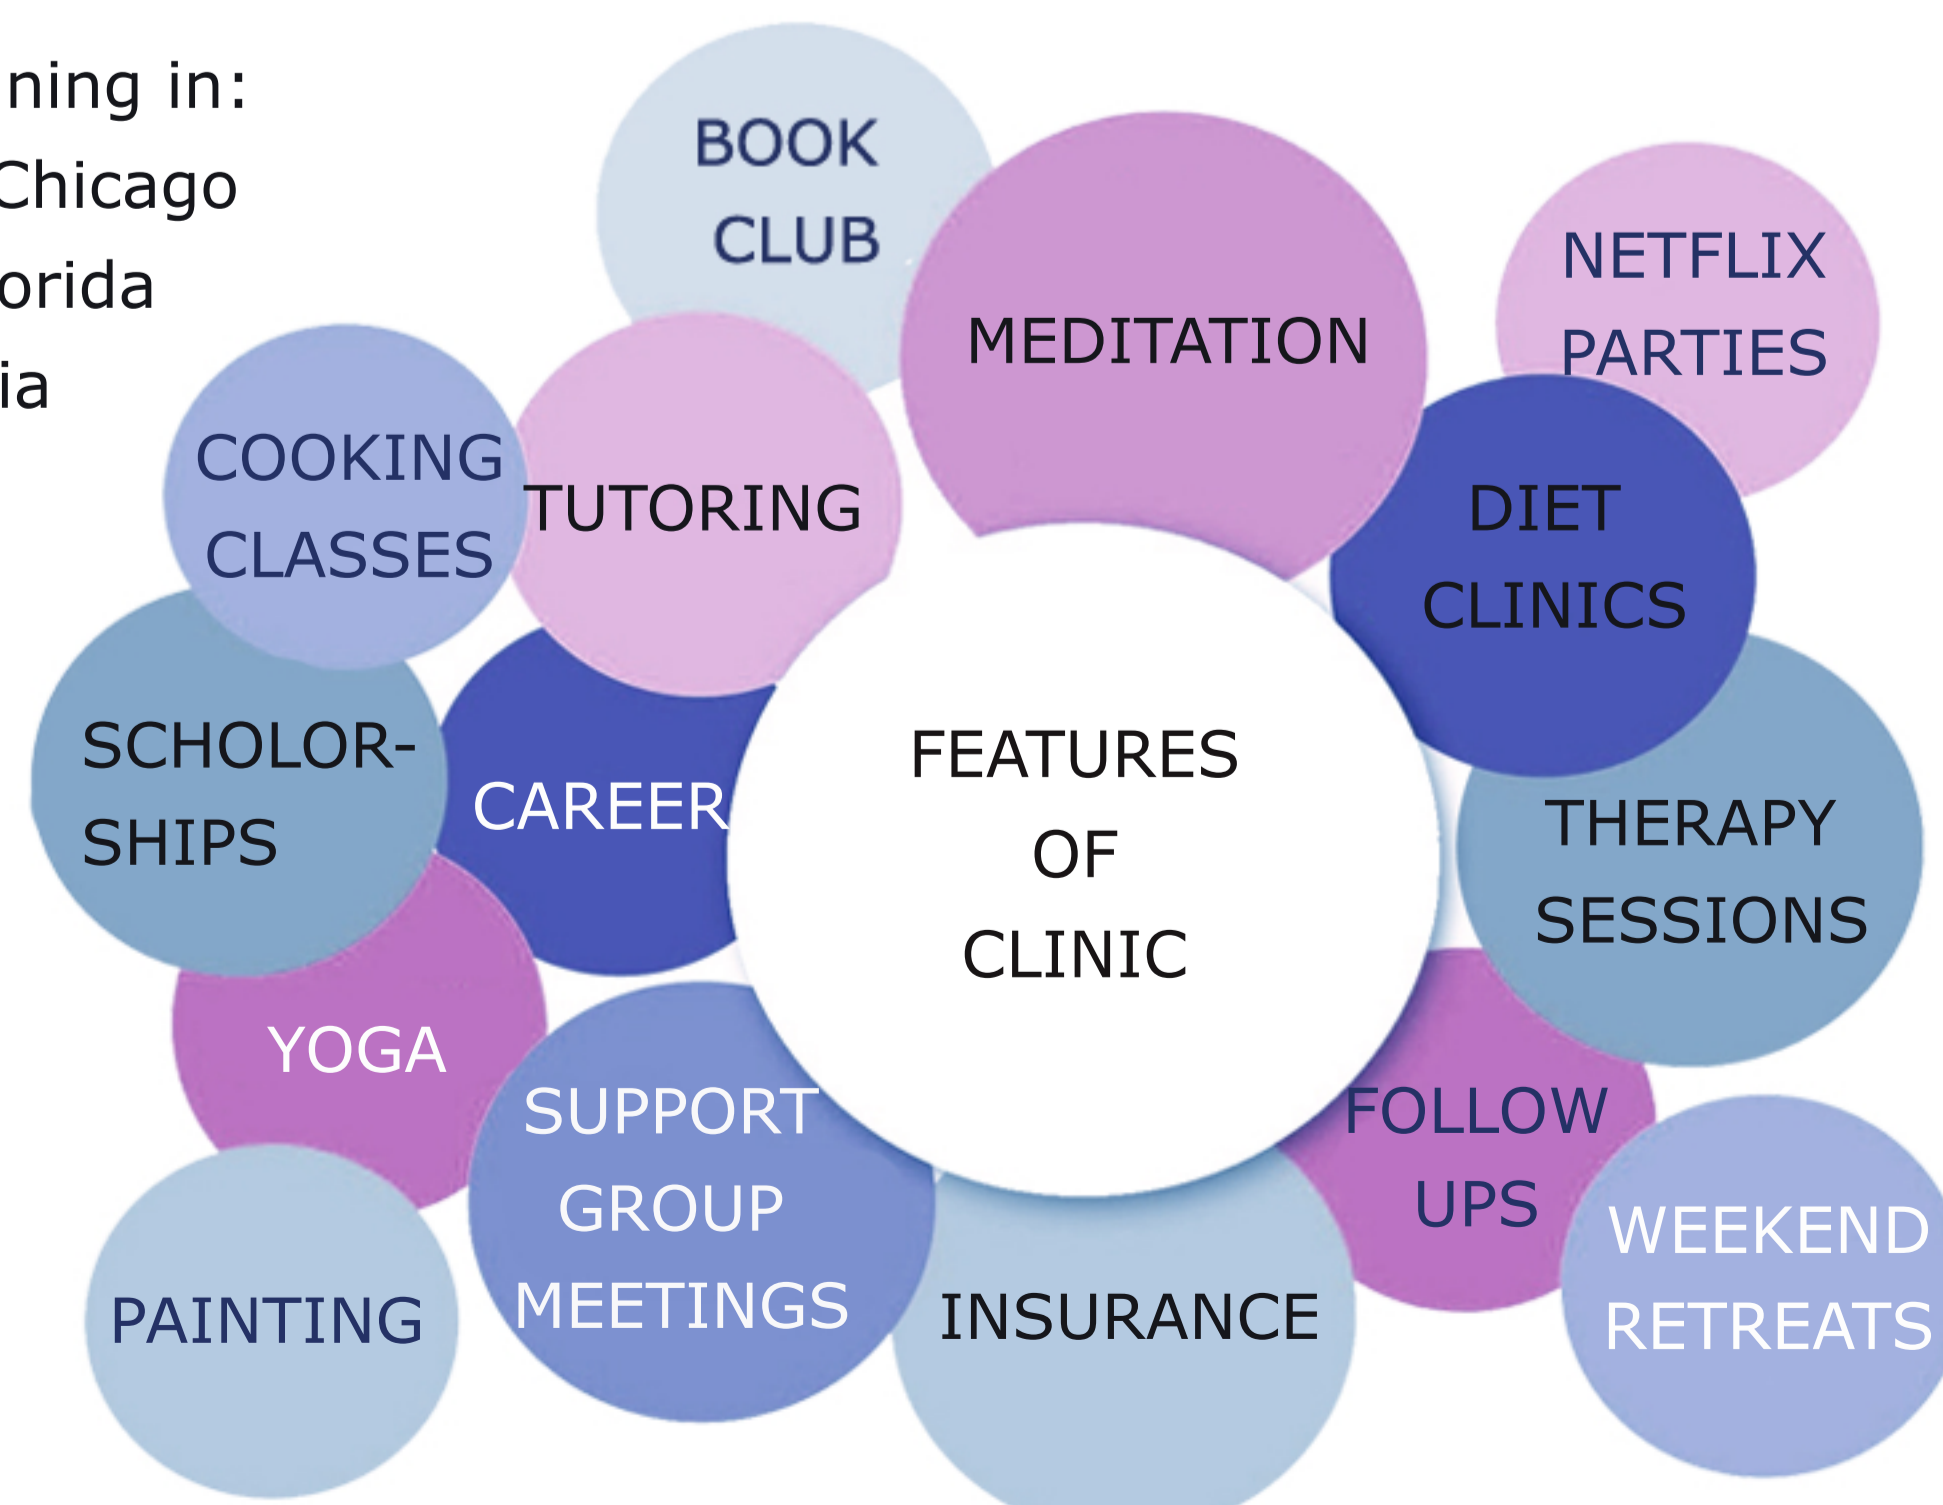 ning in:
Chicago
orida
ia
BOOK
CLUB
MEDITATION
NETFLIX
PARTIES
COOKING
CLASSES
TUTORING
DIET
CLINICS
SCHOLOR-
SHIPS
CAREER
FEATURES
OF
CLINIC
THERAPY
SESSIONS
YOGA
SUPPORT
GROUP
MEETINGS
FOLLOW
UPS
WEEKEND
RETREATS
PAINTING
INSURANCE